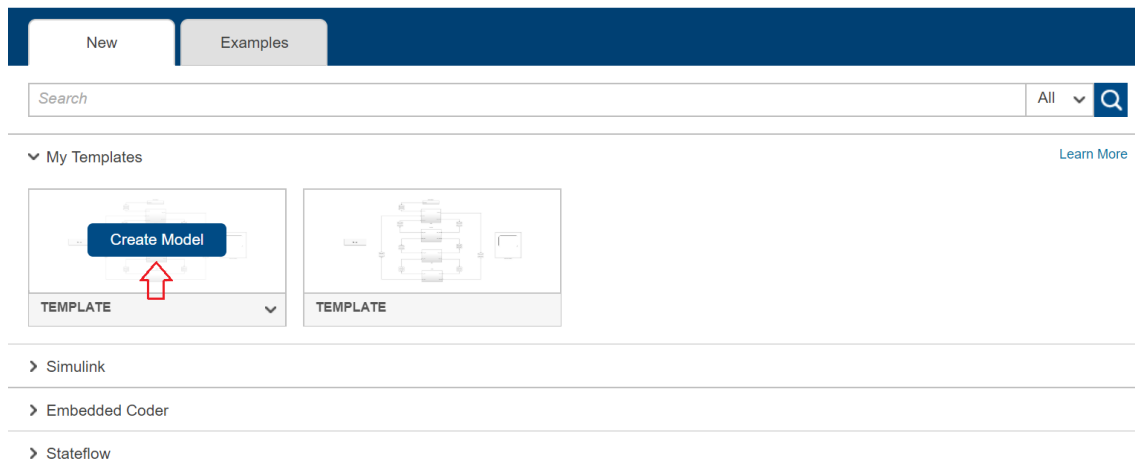 New Examples
Search All
My Templates Learn More
Create Model
TEMPLATE TEMPLATE
Simulink
Embedded Coder
Stateflow